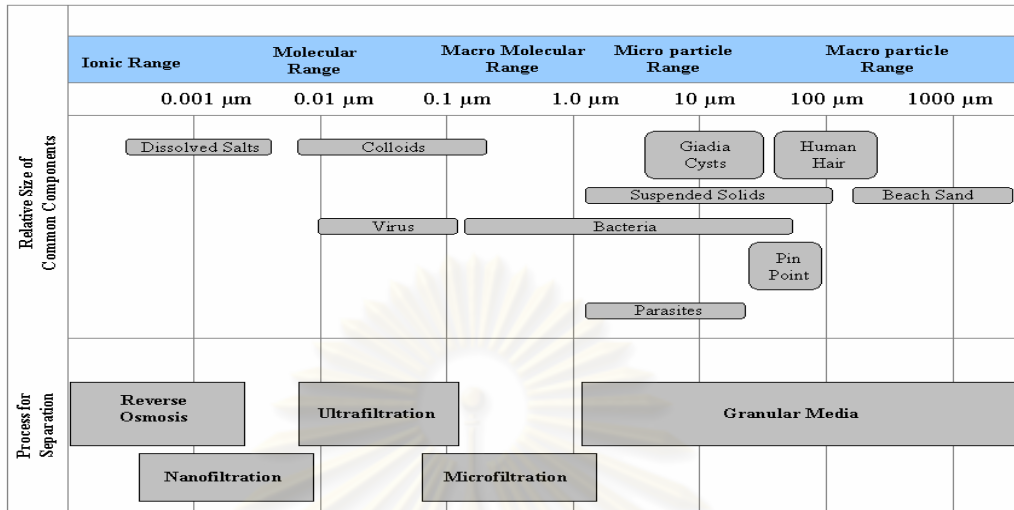 Ionic Range
Molecular
Range
Macro Molecular
Range
Micro particle
Range
Macro particle
Range
0.001 µm
0.01 µm
0.1 µm
1.0 µm
10 µm
100 µm
1000 µm
Relative Size of
Common Components
Dissolved Salts
Colloids
Giadia
Cysts
Human
Hair
Suspended Solids
Beach Sand
Virus
Bacteria
Pin
Point
Parasites
Process for
Separation
Reverse
Osmosis
Ultrafiltration
Granular Media
Nanofiltration
Microfiltration